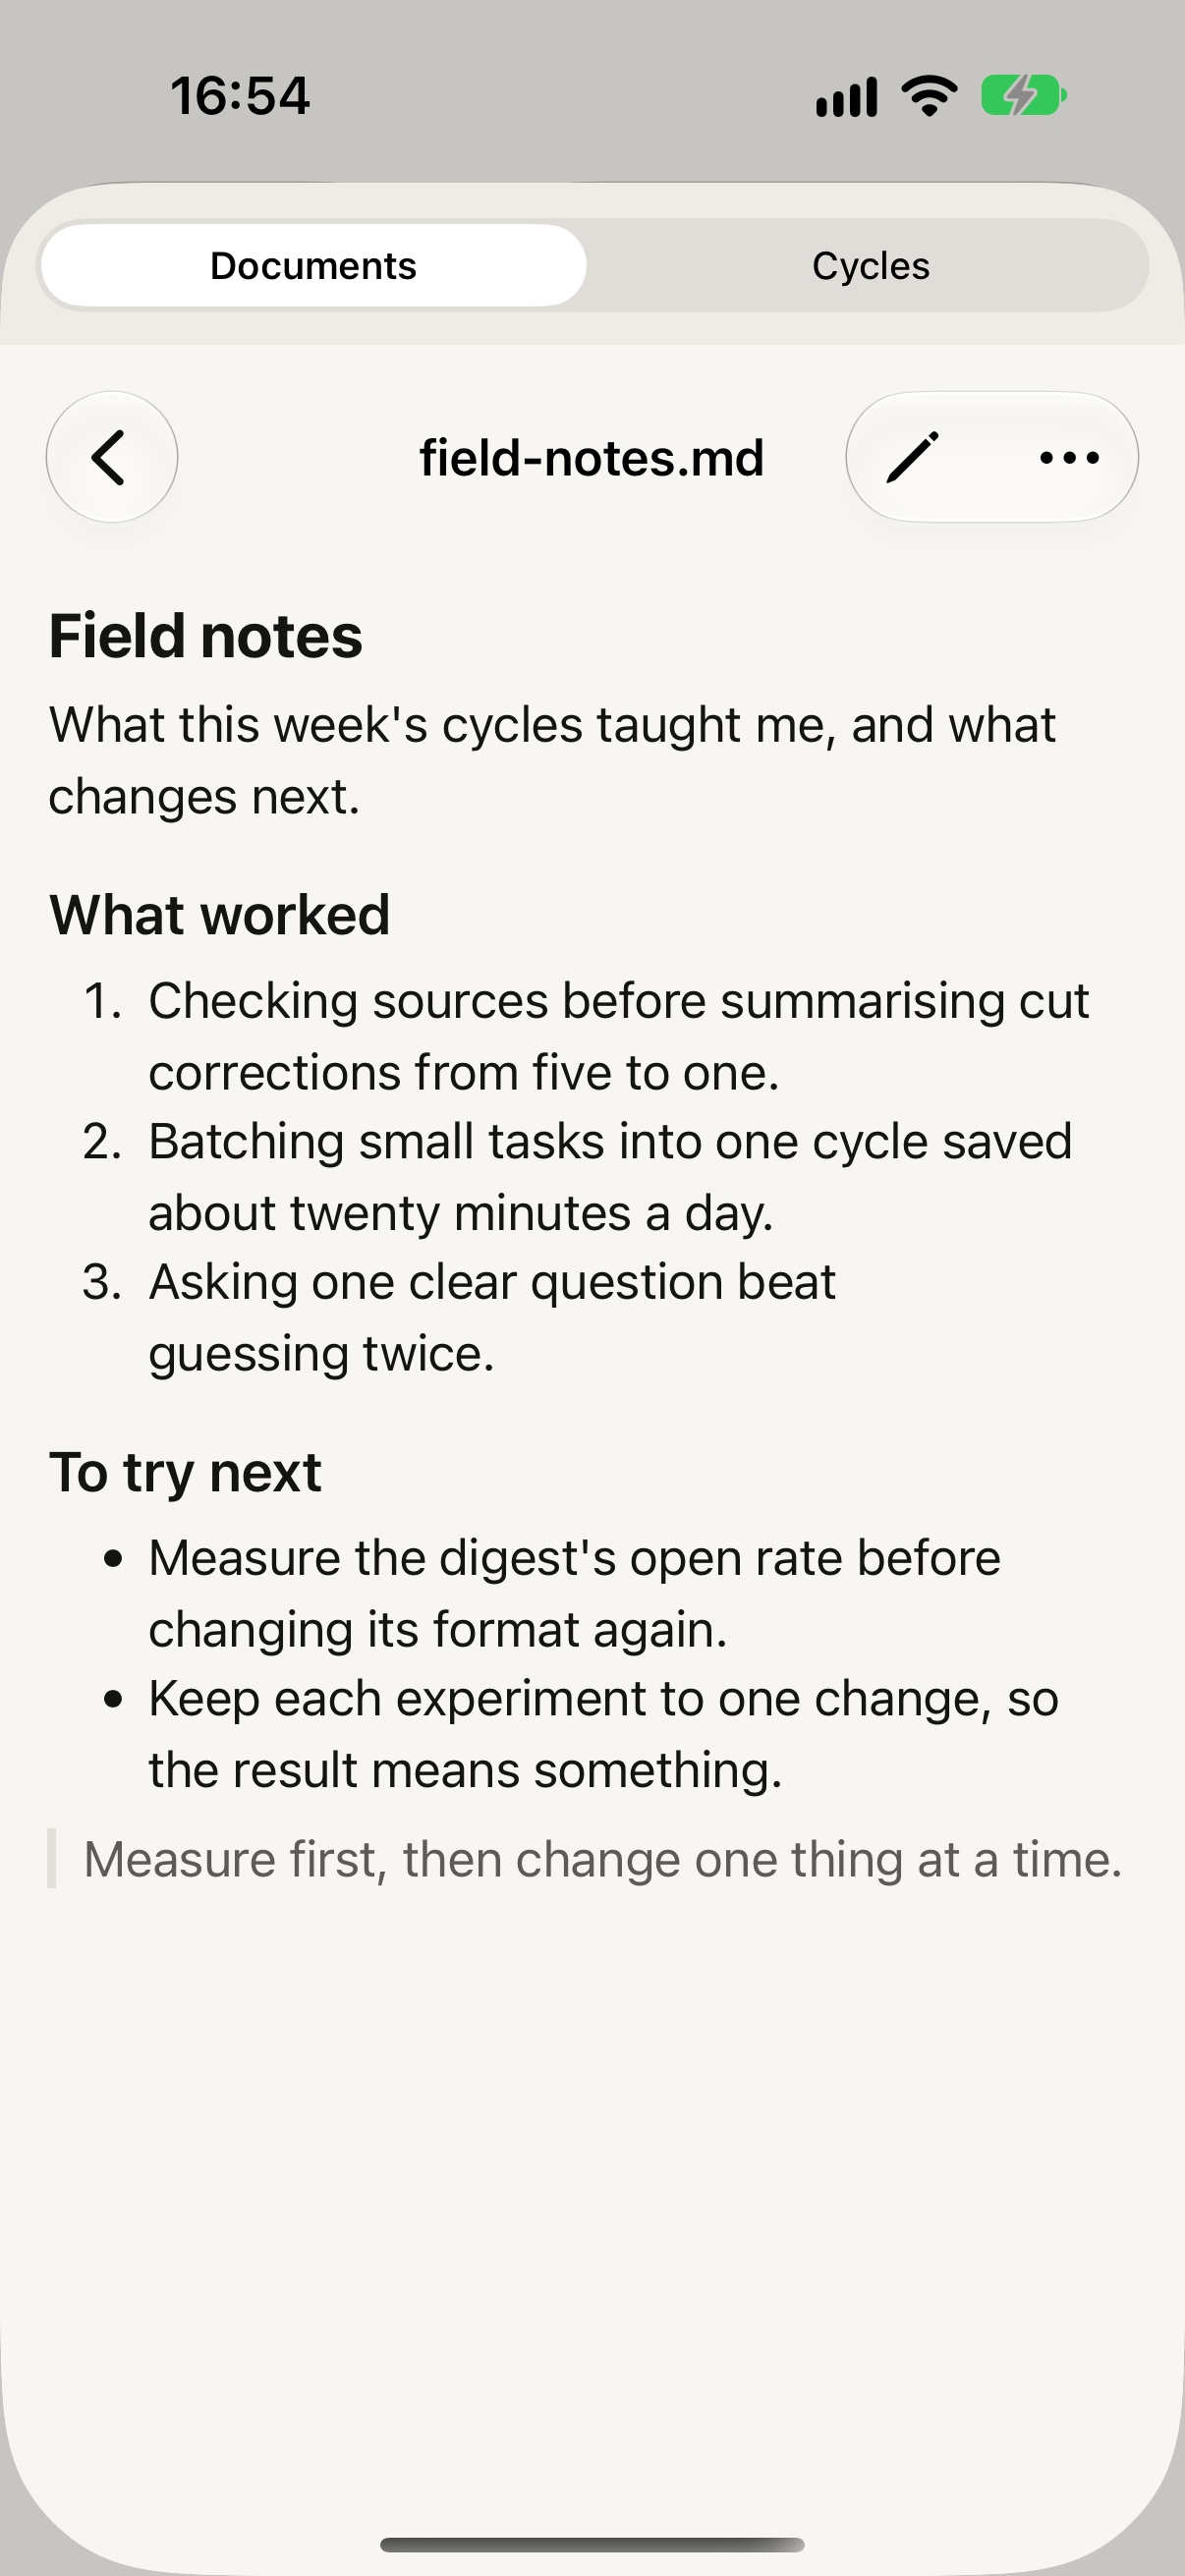 16:54
Documents
Cycles
field-notes.md
Field notes
What this week's cycles taught me, and what
changes next.
What worked
1. Checking sources before summarising cut
corrections from five to one.
2. Batching small tasks into one cycle saved
about twenty minutes a day.
3. Asking one clear question beat
guessing twice.
To try next
• Measure the digest's open rate before
changing its format again.
• Keep each experiment to one change, so
the result means something.
Measure first, then change one thing at a time.